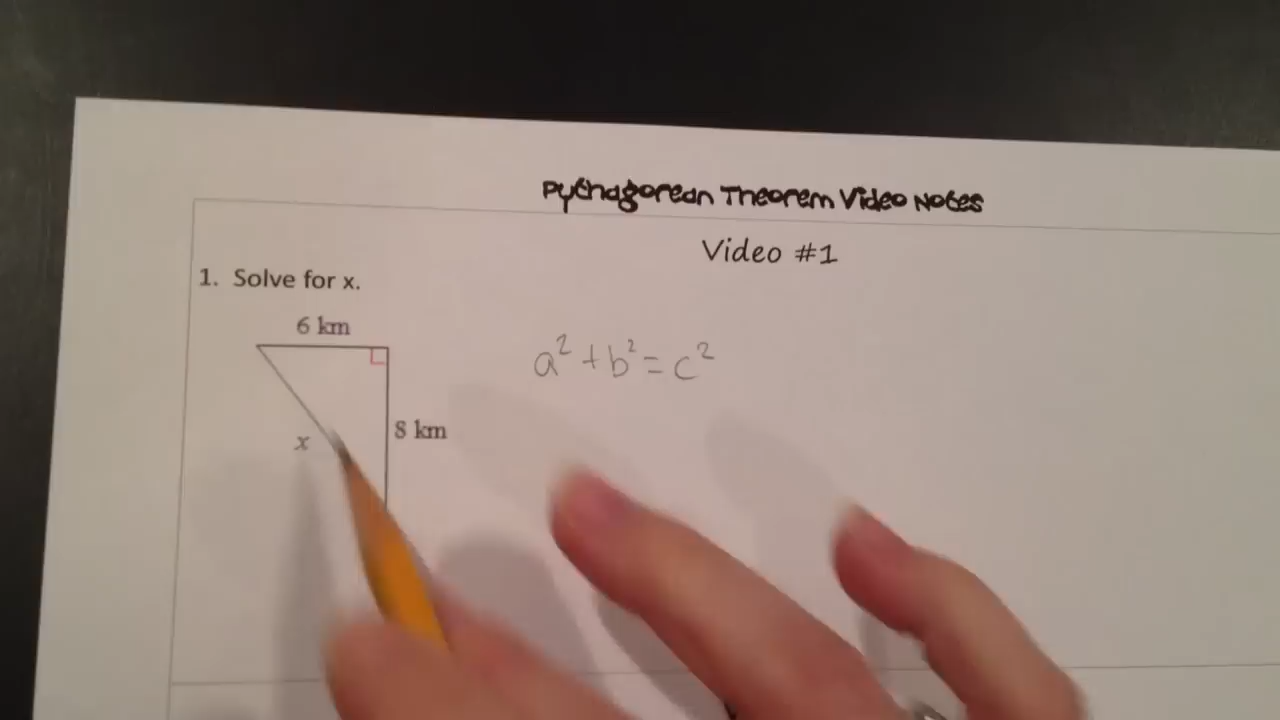 Pythagorean Theorem Video Notes
Video #1
1. Solve for x.
6 km
a² + b² = c²
8 km
x